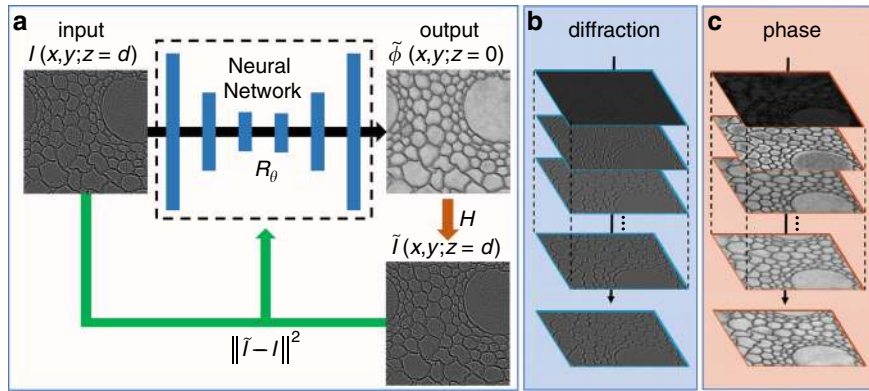 a
input
I (x,y;z = d)
Neural
Network
R_θ
output
ϕ̃ (x,y;z = 0)
H
Ĩ (x,y;z = d)
‖Ĩ – I‖²
b
diffraction
⋮
c
phase
⋮